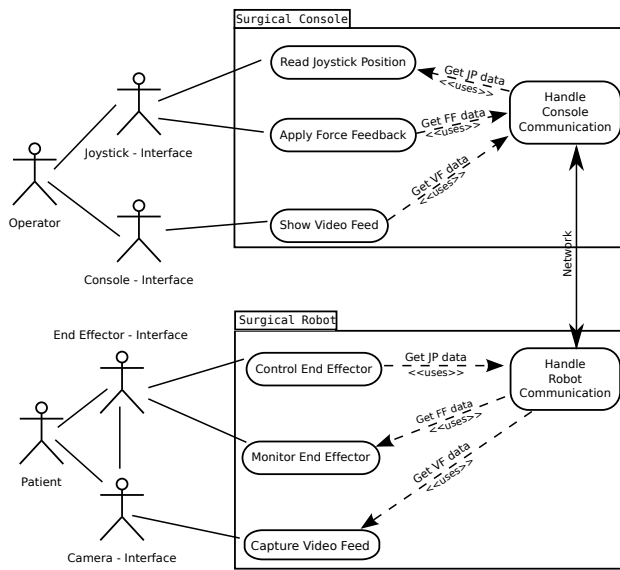 Surgical Console
Read Joystick Position
Get JP data
<<uses>>
Handle
Console
Communication
Get FF data
<<uses>>
Apply Force Feedback
Joystick - Interface
Get VF data
<<uses>>
Operator
Show Video Feed
Console - Interface
Network
Surgical Robot
End Effector - Interface
Control End Effector
Get JP data
<<uses>>
Handle
Robot
Communication
Get FF data
<<uses>>
Monitor End Effector
Get VF data
<<uses>>
Patient
Capture Video Feed
Camera - Interface